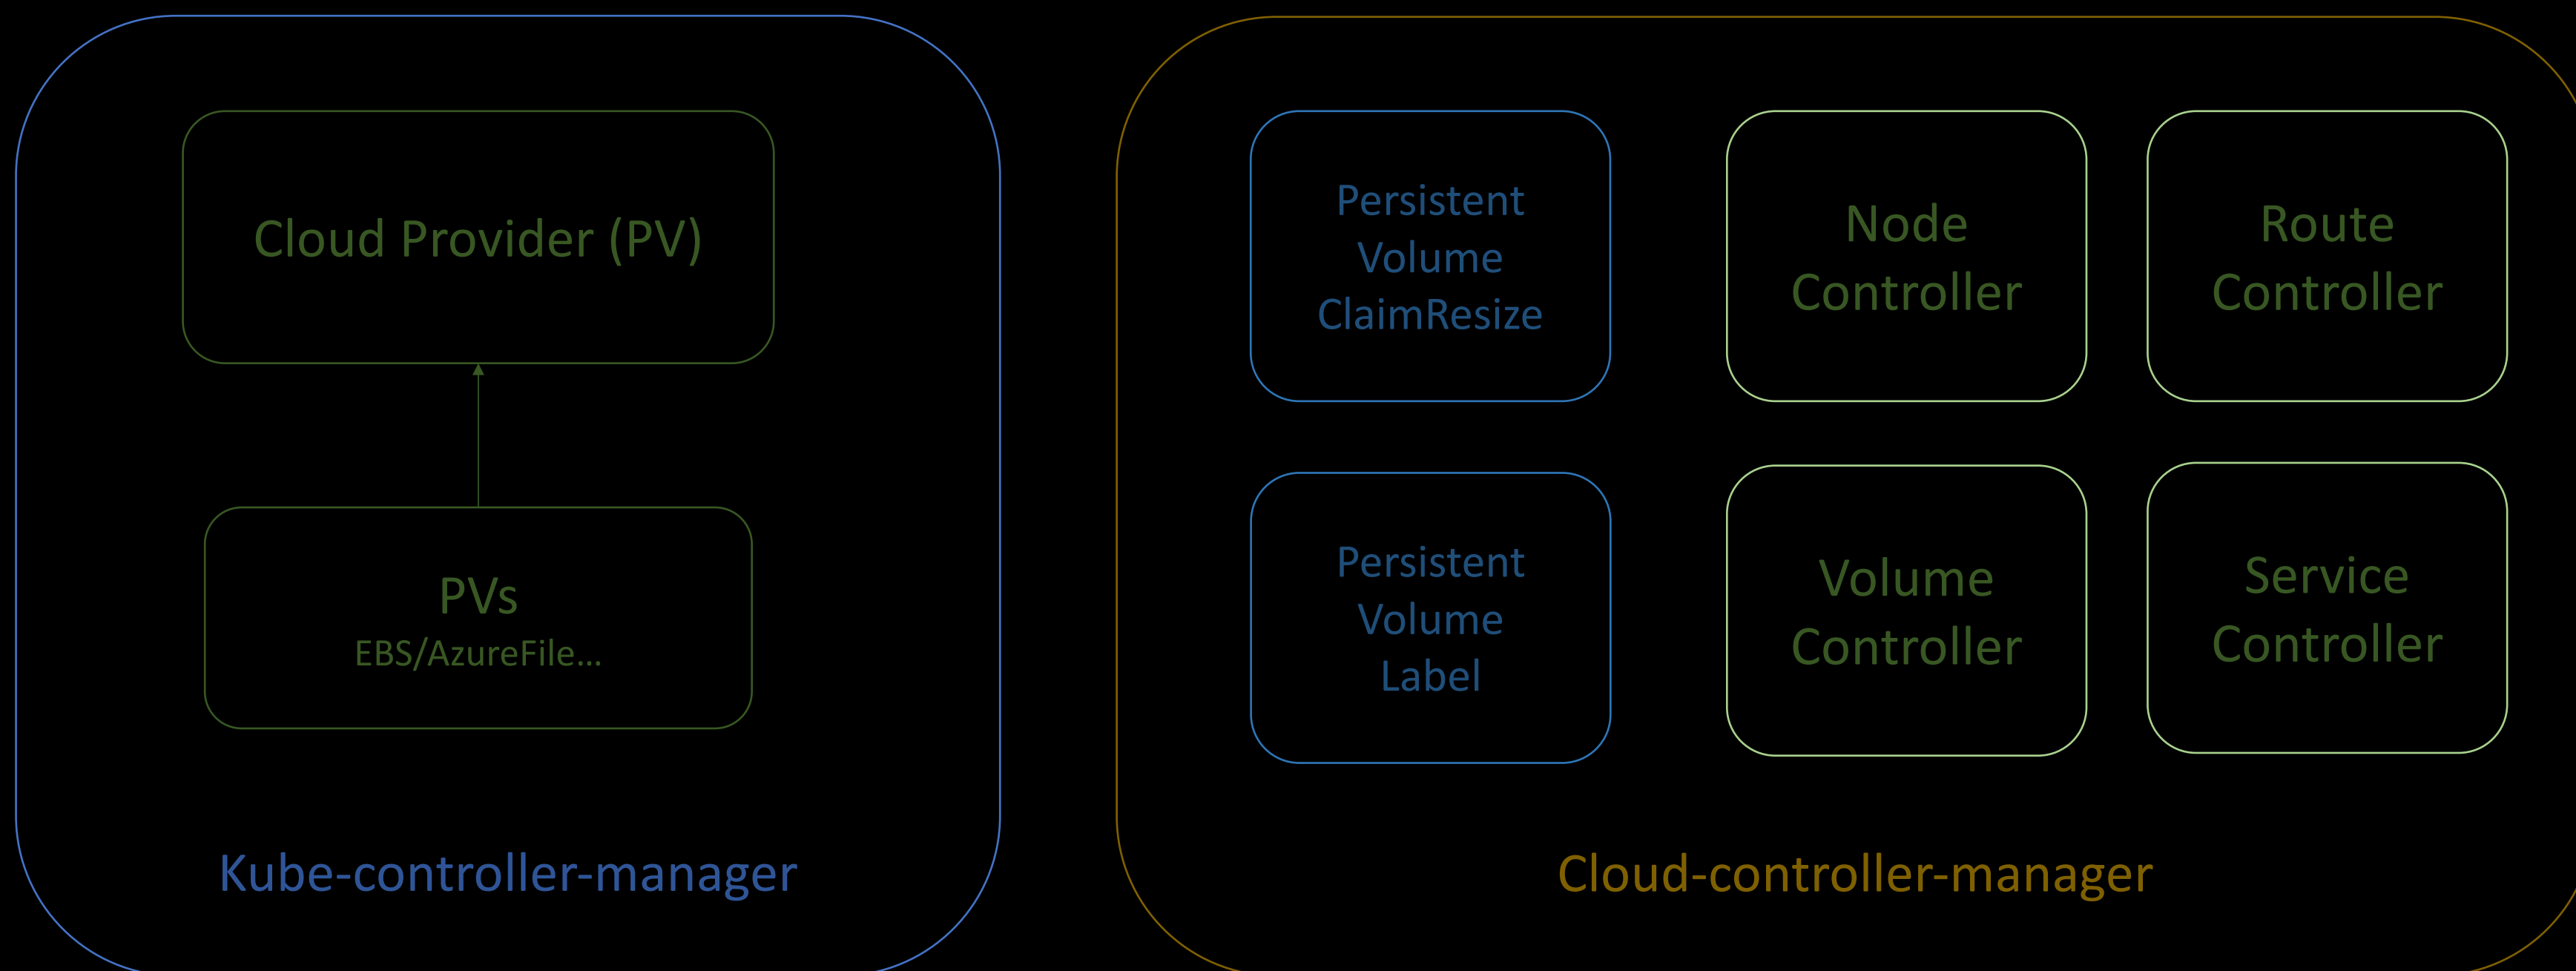 Cloud Provider (PV)
PVs
EBS/AzureFile...
Kube-controller-manager
Persistent
Volume
ClaimResize
Node
Controller
Route
Controller
Persistent
Volume
Label
Volume
Controller
Service
Controller
Cloud-controller-manager